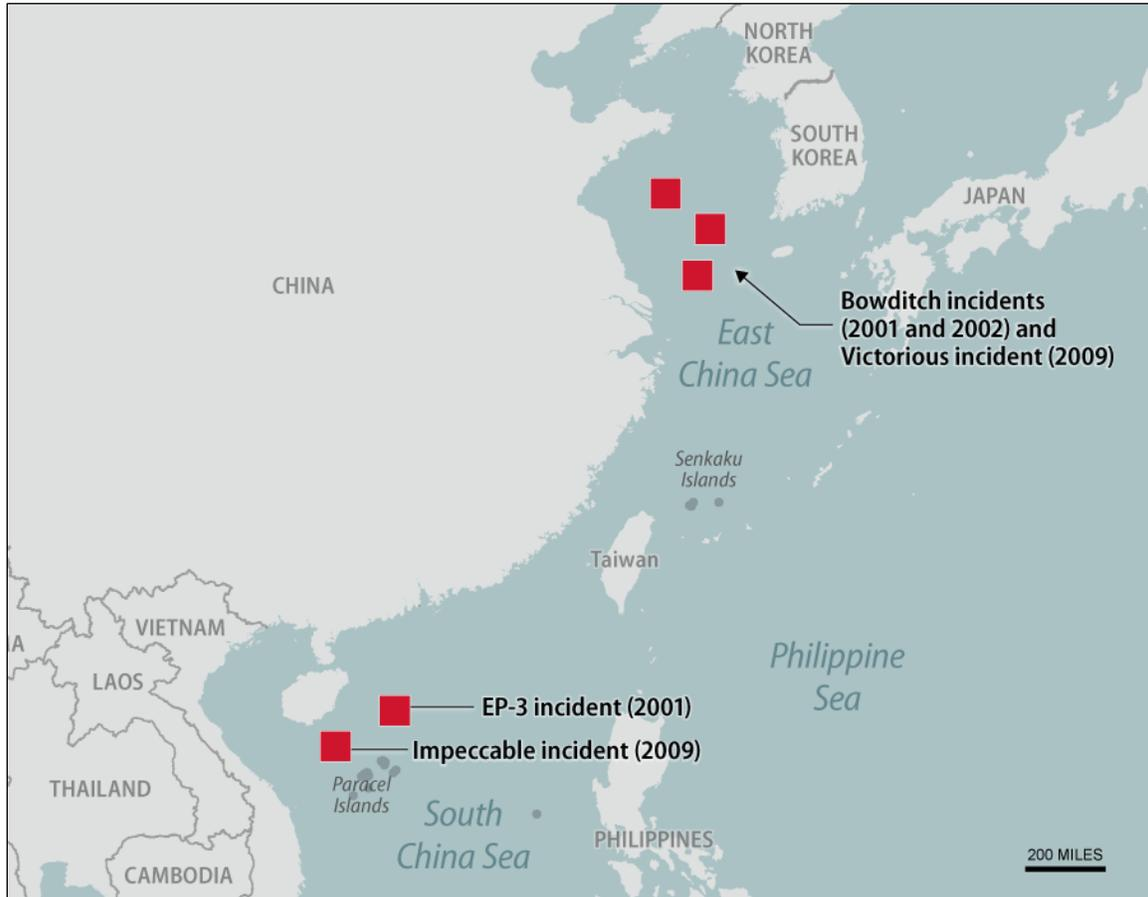 NORTH
KOREA
SOUTH
KOREA
JAPAN
CHINA
Bowditch incidents
(2001 and 2002) and
Victorious incident (2009)
East
China Sea
Senkaku
Islands
Taiwan
VIETNAM
IA
LAOS
Philippine
Sea
EP-3 incident (2001)
Impeccable incident (2009)
THAILAND
Paracel
Islands
South
China Sea
PHILIPPINES
200 MILES
CAMBODIA